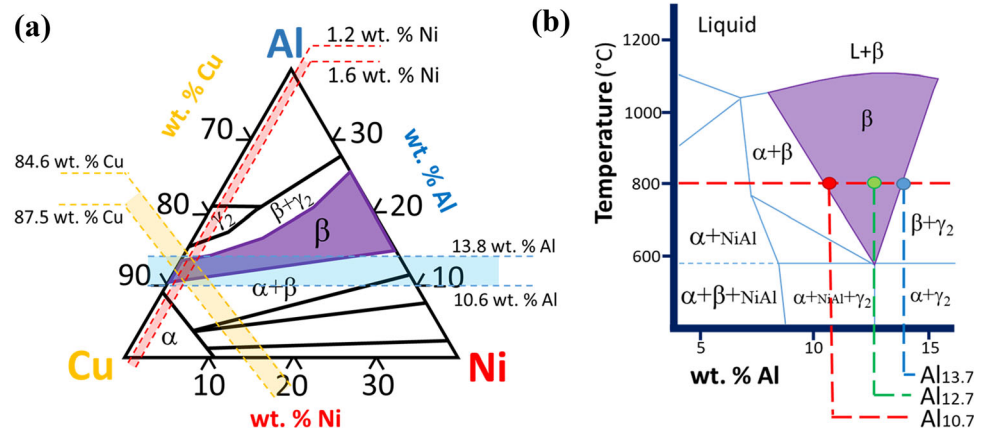 (a)
Al
1.2 wt. % Ni
1.6 wt. % Ni
wt. % Cu
70
30
wt. % Al
84.6 wt. % Cu
87.5 wt. % Cu
80
γ2
β+γ2
20
β
13.8 wt. % Al
90
10
α+β
10.6 wt. % Al
α
Cu
Ni
10
20
30
wt. % Ni
(b)
Liquid
1200
L+β
Temperature (°C)
1000
β
α+β
800
β+γ2
α+NiAl
600
α+β+NiAl
α+NiAl+γ2
α+γ2
5
10
15
wt. % Al
Al13.7
Al12.7
Al10.7